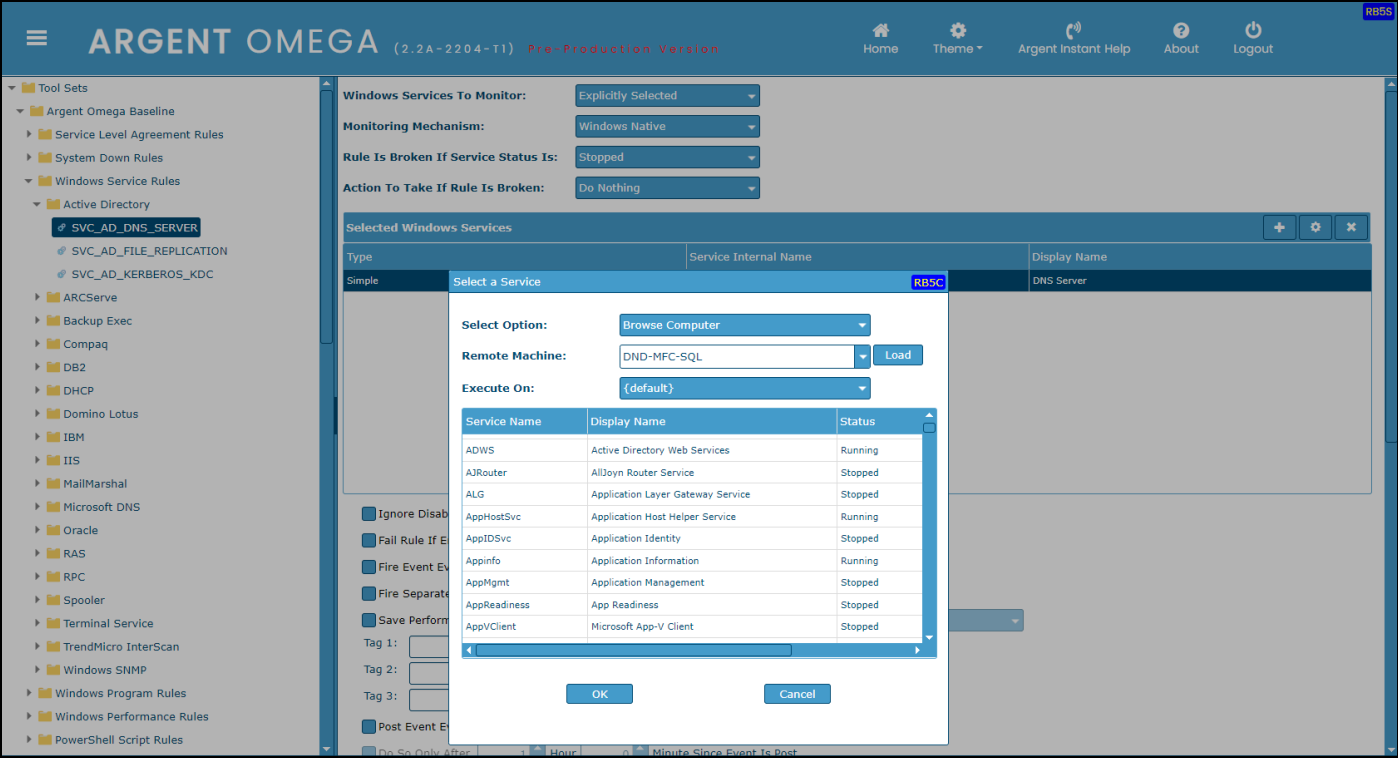 RB5S
ARGENT OMEGA (2.2A-2204-T1) Pre-Production Version
Home Theme Argent Instant Help About Logout
Tool Sets
Argent Omega Baseline
Service Level Agreement Rules
System Down Rules
Windows Service Rules
Active Directory
SVC_AD_DNS_SERVER
SVC_AD_FILE_REPLICATION
SVC_AD_KERBEROS_KDC
ARCServe
Backup Exec
Compaq
DB2
DHCP
Domino Lotus
IBM
IIS
MailMarshal
Microsoft DNS
Oracle
RAS
RPC
Spooler
Terminal Service
TrendMicro InterScan
Windows SNMP
Windows Program Rules
Windows Performance Rules
PowerShell Script Rules
Windows Services To Monitor: Explicitly Selected
Monitoring Mechanism: Windows Native
Rule Is Broken If Service Status Is: Stopped
Action To Take If Rule Is Broken: Do Nothing
Selected Windows Services
Type Service Internal Name Display Name
Simple DNS Server
Select a Service RB5C
Select Option: Browse Computer
Remote Machine: DND-MFC-SQL Load
Execute On: {default}
Service Name Display Name Status
ADWS Active Directory Web Services Running
AJRouter AllJoyn Router Service Stopped
ALG Application Layer Gateway Service Stopped
AppHostSvc Application Host Helper Service Running
AppIDSvc Application Identity Stopped
Appinfo Application Information Running
AppMgmt Application Management Stopped
AppReadiness App Readiness Stopped
AppVClient Microsoft App-V Client Stopped
OK Cancel
Ignore Disab
Fail Rule If E
Fire Event Ev
Fire Separate
Save Perform
Tag 1:
Tag 2:
Tag 3:
Post Event Ev
Do So Only After 1 Hour 0 Minute Since Event Is Post